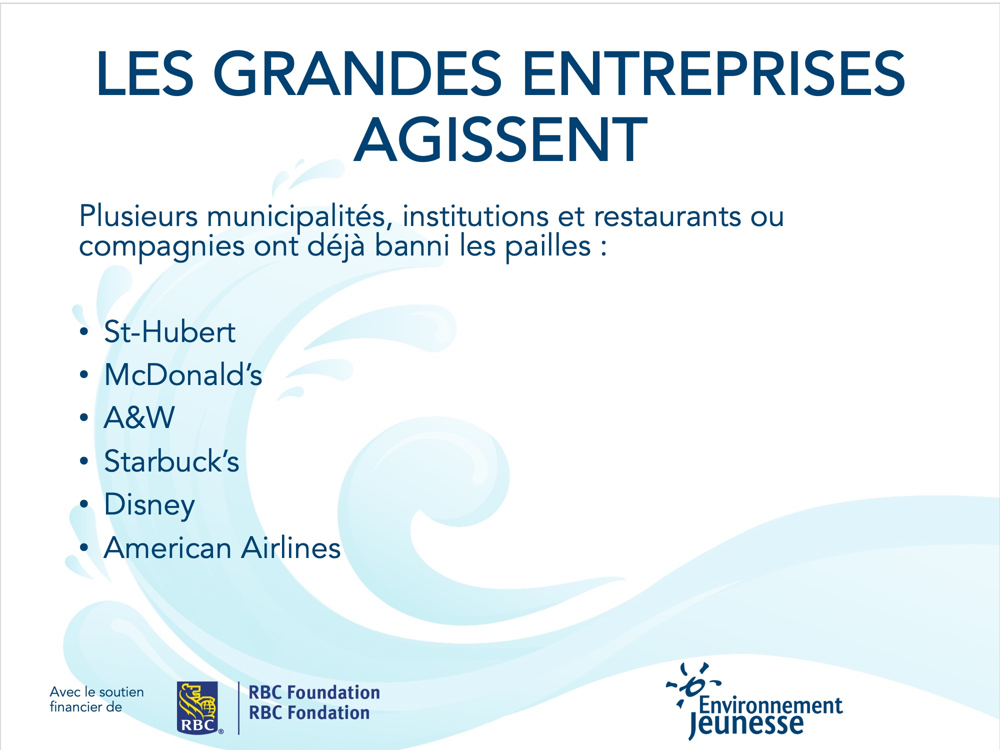 LES GRANDES ENTREPRISES
AGISSENT
Plusieurs municipalités, institutions et restaurants ou
compagnies ont déjà banni les pailles :
• St-Hubert
• McDonald’s
• A&W
• Starbuck’s
• Disney
• American Airlines
Avec le soutien
financier de
RBC®
RBC Foundation
RBC Fondation
Environnement
Jeunesse